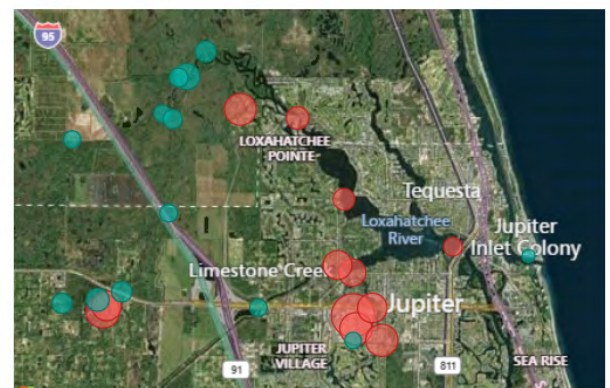 95
LOXAHATCHEE
POINTE
Tequesta
Loxahatchee
River
Jupiter
Inlet Colony
Limestone Creek
Jupiter
JUPITER
VILLAGE
91
811
SEA RISE